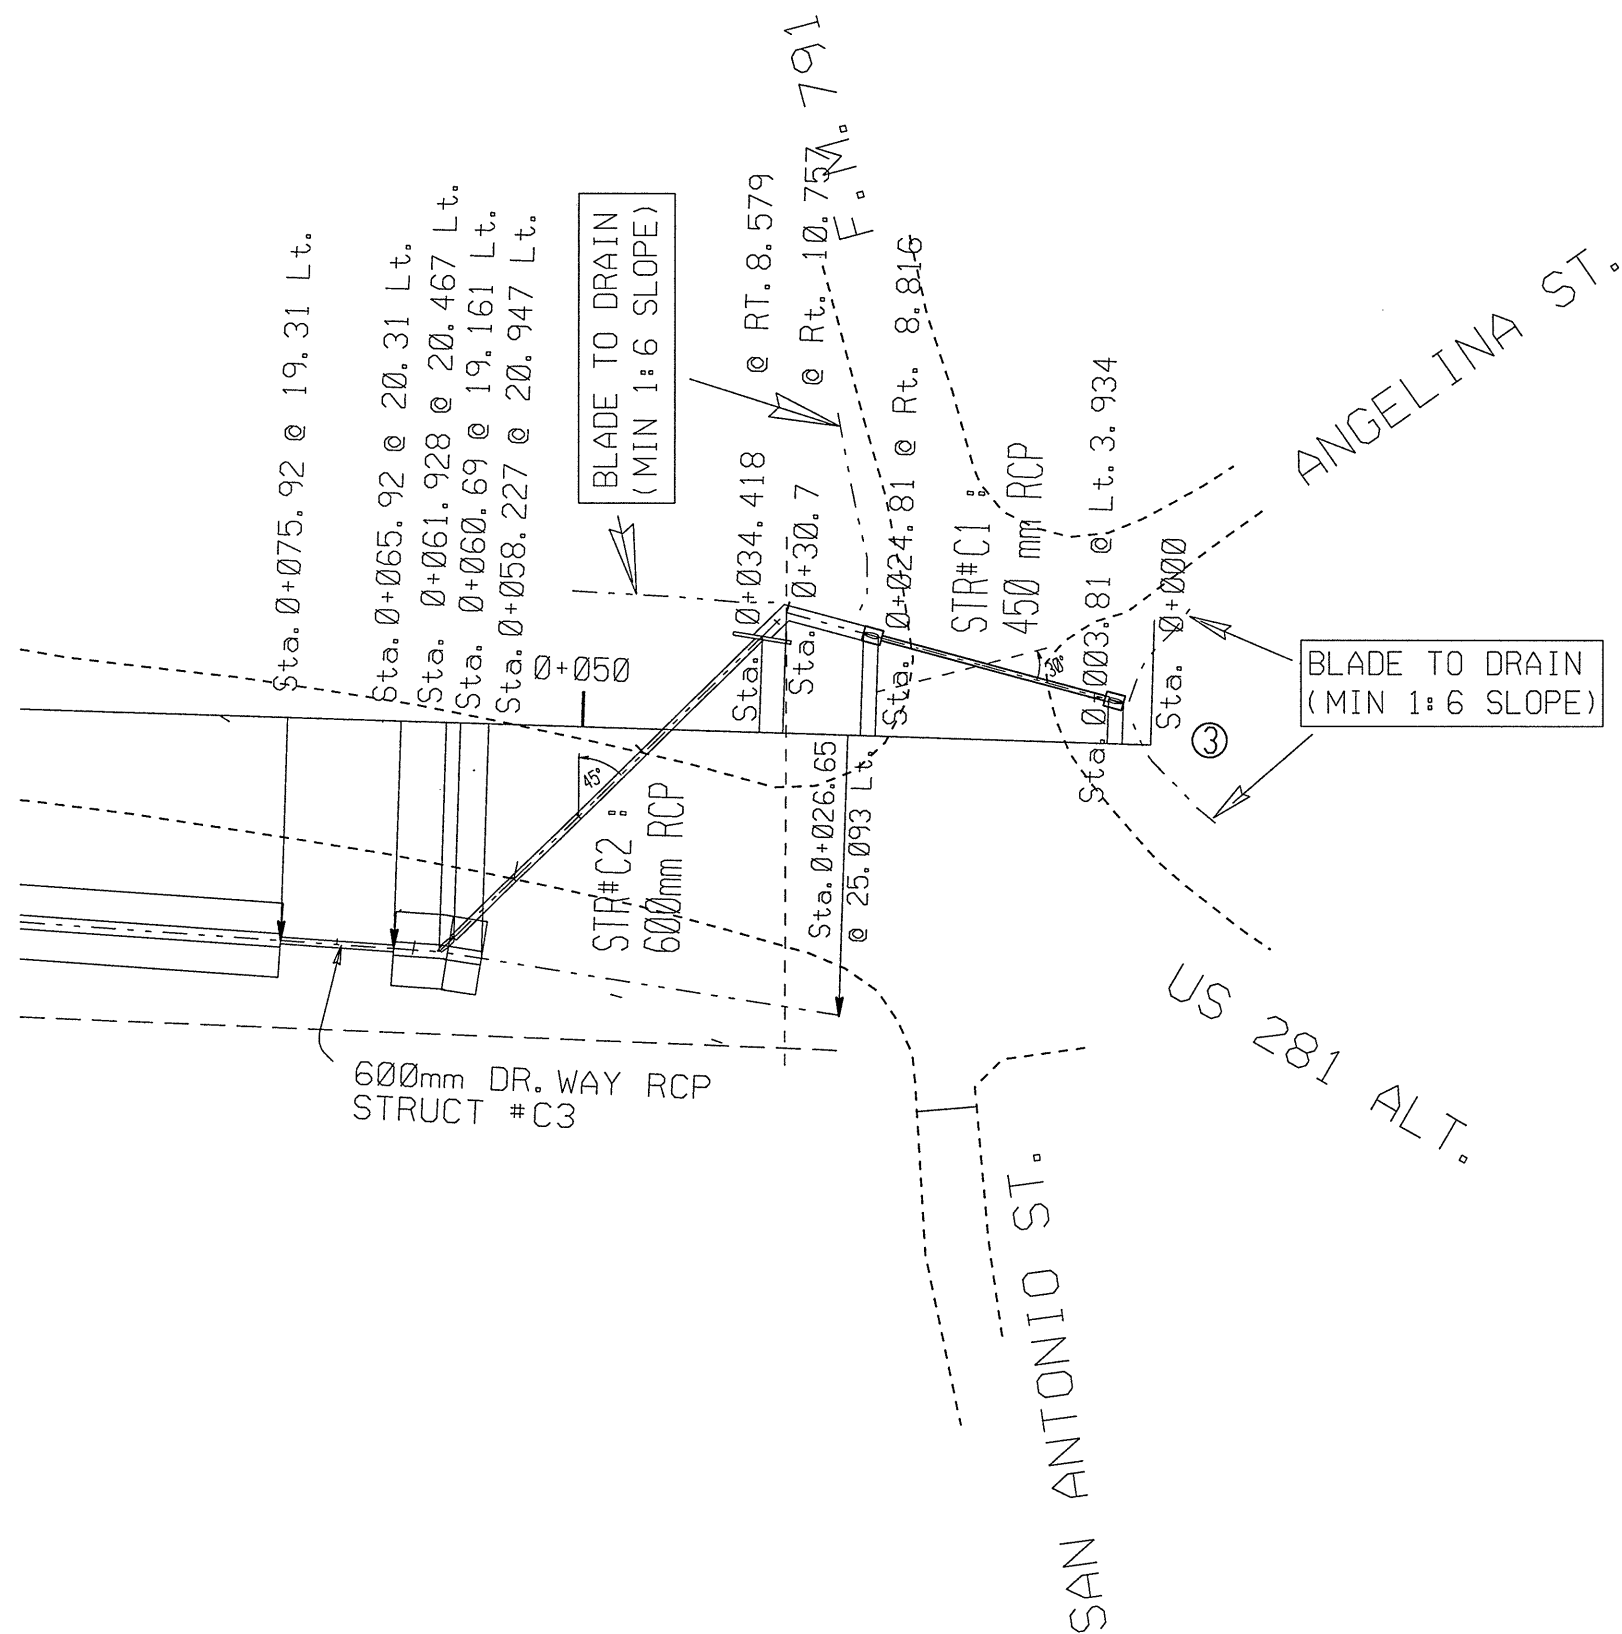 F.M. 791
Sta. 0+075.92 @ 19.31 Lt.
Sta. 0+065.92 @ 20.31 Lt.
Sta. 0+061.928 @ 20.467 Lt.
Sta. 0+060.69 @ 19.161 Lt.
Sta. 0+058.227 @ 20.947 Lt.
0+050
BLADE TO DRAIN
(MIN 1:6 SLOPE)
Sta. 0+034.418 @ RT. 8.579
Sta. 0+30.7 @ Rt. 10.757
Sta. 0+024.81 @ Rt. 8.816
STR#C1 :
450 mm RCP
30°
Sta. 0+003.81 @ Lt. 3.934
Sta. 0+000
ANGELINA ST.
BLADE TO DRAIN
(MIN 1:6 SLOPE)
3
45°
STR#C2 :
600mm RCP
Sta. 0+026.65
@ 25.093 Lt.
US 281 ALT.
600mm DR. WAY RCP
STRUCT #C3
SAN ANTONIO ST.